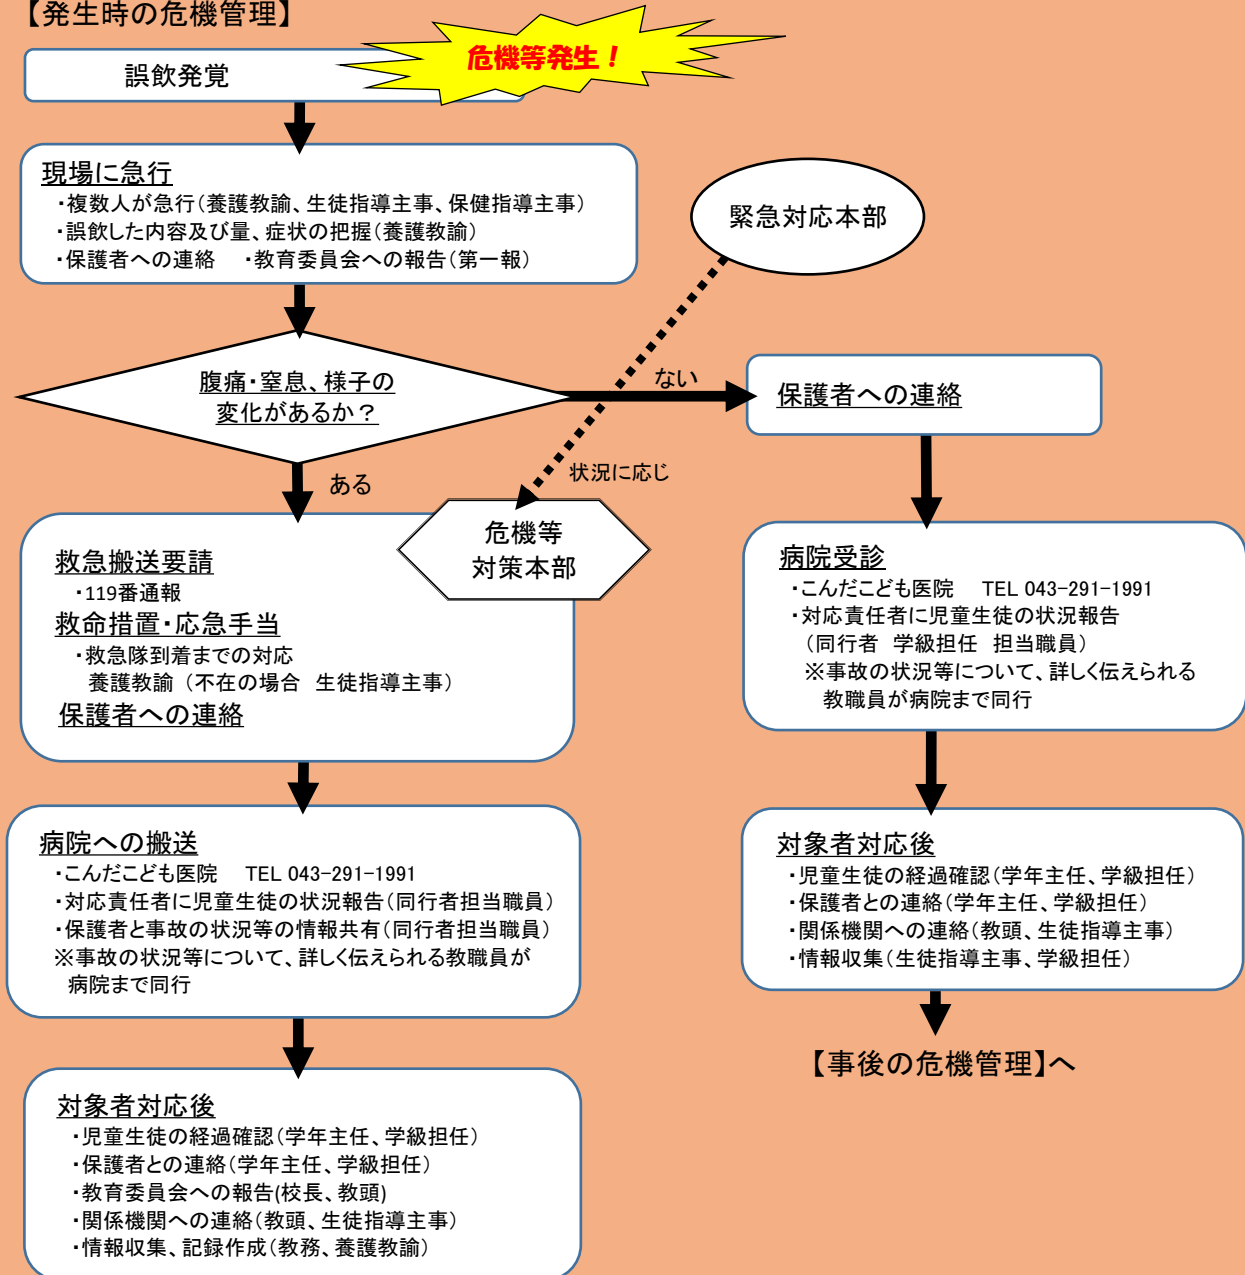 【発生時の危機管理】
危機等発生！
誤飲発覚
現場に急行
・複数人が急行（養護教諭、生徒指導主事、保健指導主事）
・誤飲した内容及び量、症状の把握（養護教諭）
・保護者への連絡　・教育委員会への報告（第一報）
緊急対応本部
腹痛・窒息、様子の
変化があるか？
ない
保護者への連絡
ある
状況に応じ
危機等
対策本部
救急搬送要請
・119番通報
救命措置・応急手当
・救急隊到着までの対応
養護教諭（不在の場合　生徒指導主事）
保護者への連絡
病院受診
・こんだこども医院　TEL 043-291-1991
・対応責任者に児童生徒の状況報告
（同行者　学級担任　担当職員）
※事故の状況等について、詳しく伝えられる
教職員が病院まで同行
病院への搬送
・こんだこども医院　TEL 043-291-1991
・対応責任者に児童生徒の状況報告（同行者担当職員）
・保護者と事故の状況等の情報共有（同行者担当職員）
※事故の状況等について、詳しく伝えられる教職員が
病院まで同行
対象者対応後
・児童生徒の経過確認（学年主任、学級担任）
・保護者との連絡（学年主任、学級担任）
・関係機関への連絡（教頭、生徒指導主事）
・情報収集（生徒指導主事、学級担任）
【事後の危機管理】へ
対象者対応後
・児童生徒の経過確認（学年主任、学級担任）
・保護者との連絡（学年主任、学級担任）
・教育委員会への報告(校長、教頭)
・関係機関への連絡（教頭、生徒指導主事）
・情報収集、記録作成（教務、養護教諭）